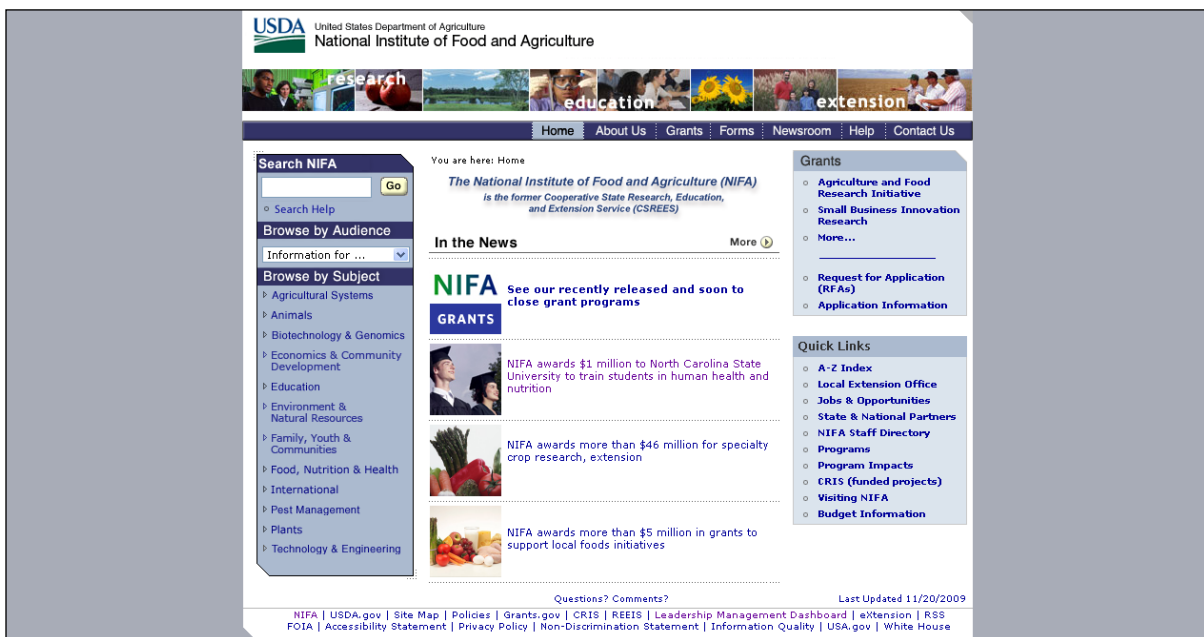 USDA
United States Department of Agriculture
National Institute of Food and Agriculture
research
education
extension
Home
About Us
Grants
Forms
Newsroom
Help
Contact Us
Search NIFA
Go
Search Help
Browse by Audience
Information for ...
Browse by Subject
Agricultural Systems
Animals
Biotechnology & Genomics
Economics & Community
Development
Education
Environment &
Natural Resources
Family, Youth &
Communities
Food, Nutrition & Health
International
Pest Management
Plants
Technology & Engineering
You are here: Home
The National Institute of Food and Agriculture (NIFA)
is the former Cooperative State Research, Education,
and Extension Service (CSREES)
In the News
More
NIFA
GRANTS
See our recently released and soon to
close grant programs
NIFA awards $1 million to North Carolina State
University to train students in human health and
nutrition
NIFA awards more than $46 million for specialty
crop research, extension
NIFA awards more than $5 million in grants to
support local foods initiatives
Grants
Agriculture and Food
Research Initiative
Small Business Innovation
Research
More...
Request for Application
(RFAs)
Application Information
Quick Links
A-Z Index
Local Extension Office
Jobs & Opportunities
State & National Partners
NIFA Staff Directory
Programs
Program Impacts
CRIS (funded projects)
Visiting NIFA
Budget Information
Questions? Comments?
Last Updated 11/20/2009
NIFA | USDA.gov | Site Map | Policies | Grants.gov | CRIS | REEIS | Leadership Management Dashboard | eXtension | RSS
FOIA | Accessibility Statement | Privacy Policy | Non-Discrimination Statement | Information Quality | USA.gov | White House